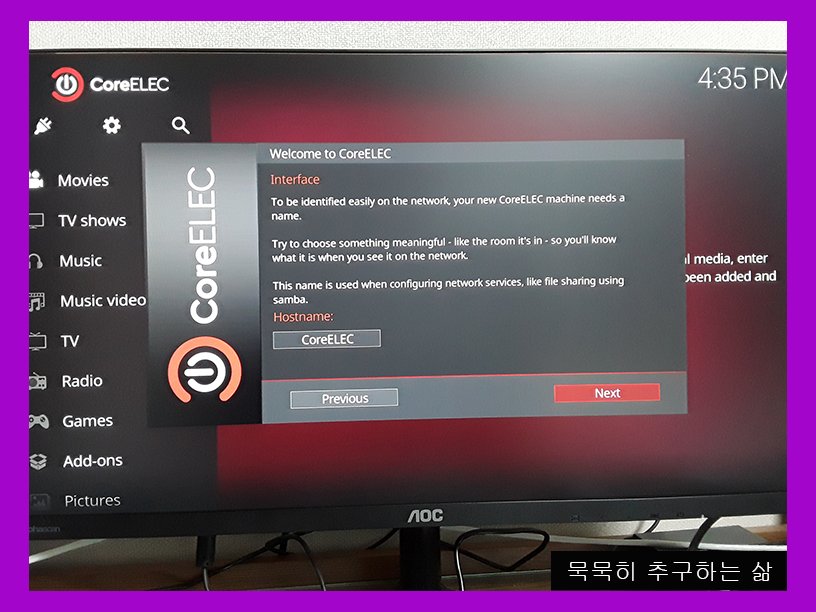 CoreELEC
4:35 PM
Movies
TV shows
Music
Music video
TV
Radio
Games
Add-ons
Pictures
CoreELEC
Welcome to CoreELEC
Interface
To be identified easily on the network, your new CoreELEC machine needs a
name.
Try to choose something meaningful - like the room it's in - so you'll know
what it is when you see it on the network.
This name is used when configuring network services, like file sharing using
samba.
Hostname:
CoreELEC
Previous
Next
al media, enter
been added and
AOC
묵묵히 추구하는 삶